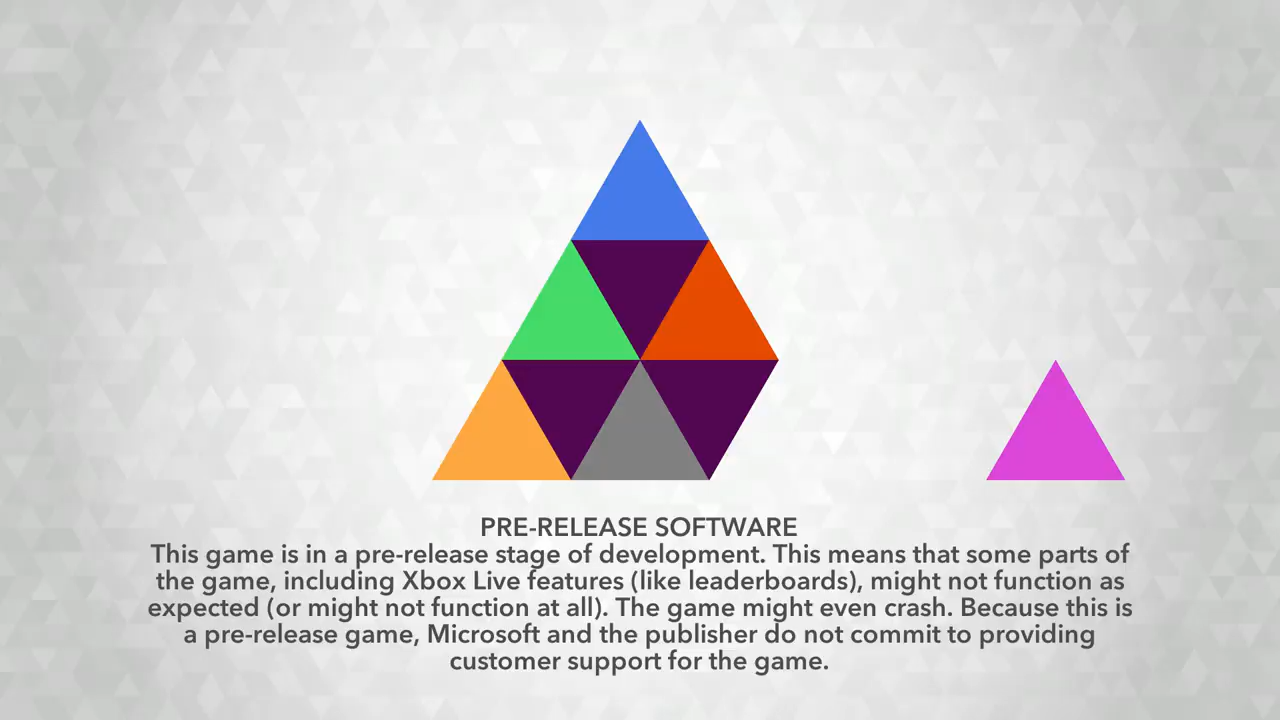 PRE-RELEASE SOFTWARE
This game is in a pre-release stage of development. This means that some parts of
the game, including Xbox Live features (like leaderboards), might not function as
expected (or might not function at all). The game might even crash. Because this is
a pre-release game, Microsoft and the publisher do not commit to providing
customer support for the game.